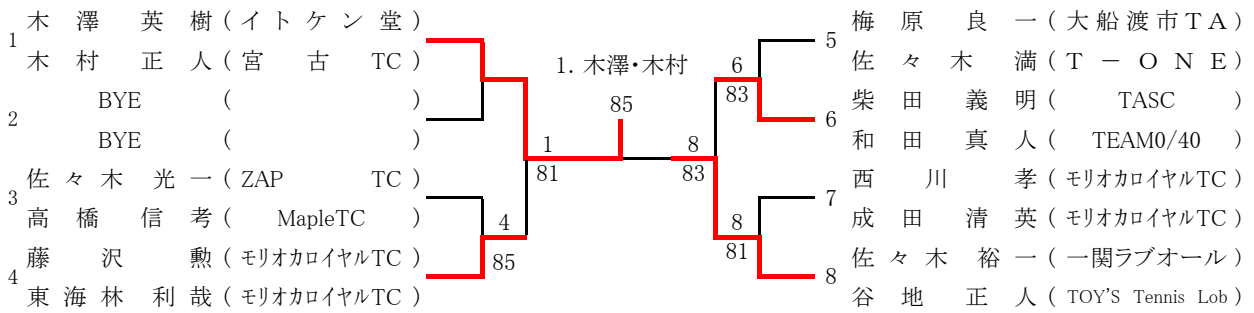 1
木澤英樹(イトケン堂)
木村正人(宮古TC)
2
BYE ( )
BYE ( )
3
佐々木光一(ZAP TC)
高橋信考(MapleTC)
4
藤沢勲(モリオカロイヤルTC)
東海林利哉(モリオカロイヤルTC)
1
81
4
85
1. 木澤・木村
85
8
83
6
83
8
81
5
梅原良一(大船渡市TA)
佐々木満(T-ONE)
6
柴田義明(TASC)
和田真人(TEAM0/40)
7
西川孝(モリオカロイヤルTC)
成田清英(モリオカロイヤルTC)
8
佐々木裕一(一関ラブオール)
谷地正人(TOY'S Tennis Lob)